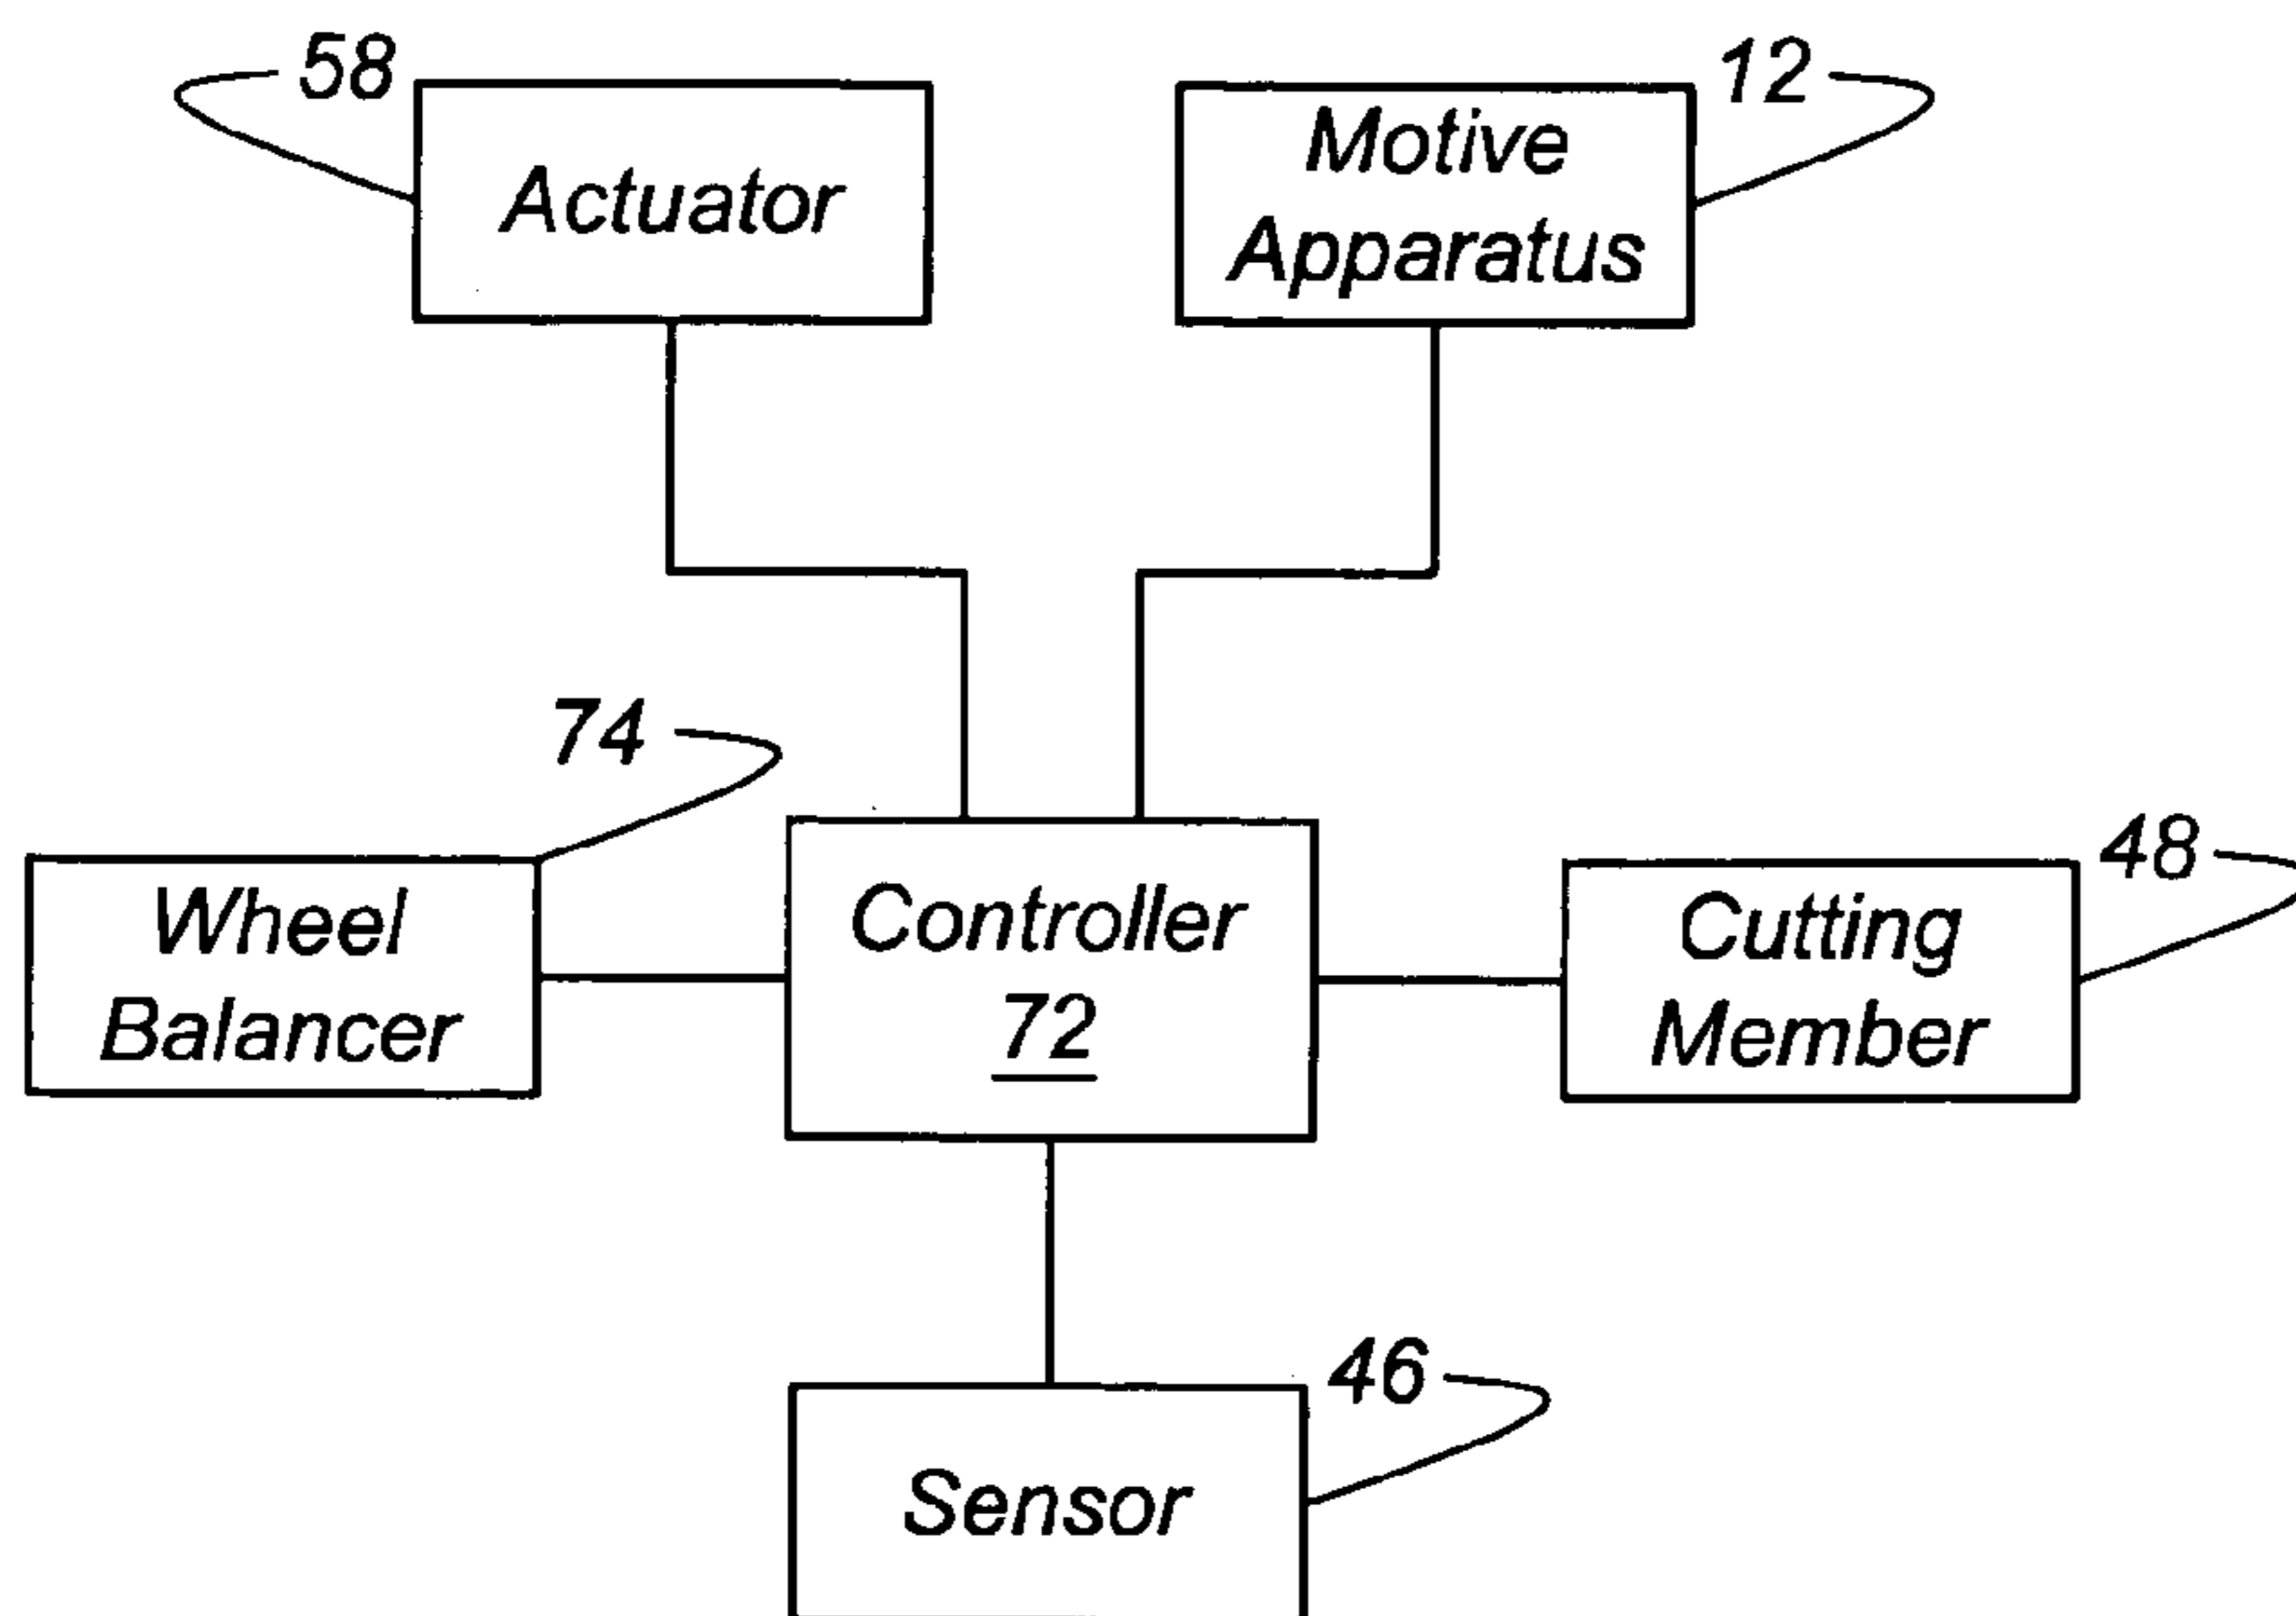 58
Actuator
12
Motive
Apparatus
74
Wheel
Balancer
Controller
72
48
Cutting
Member
46
Sensor